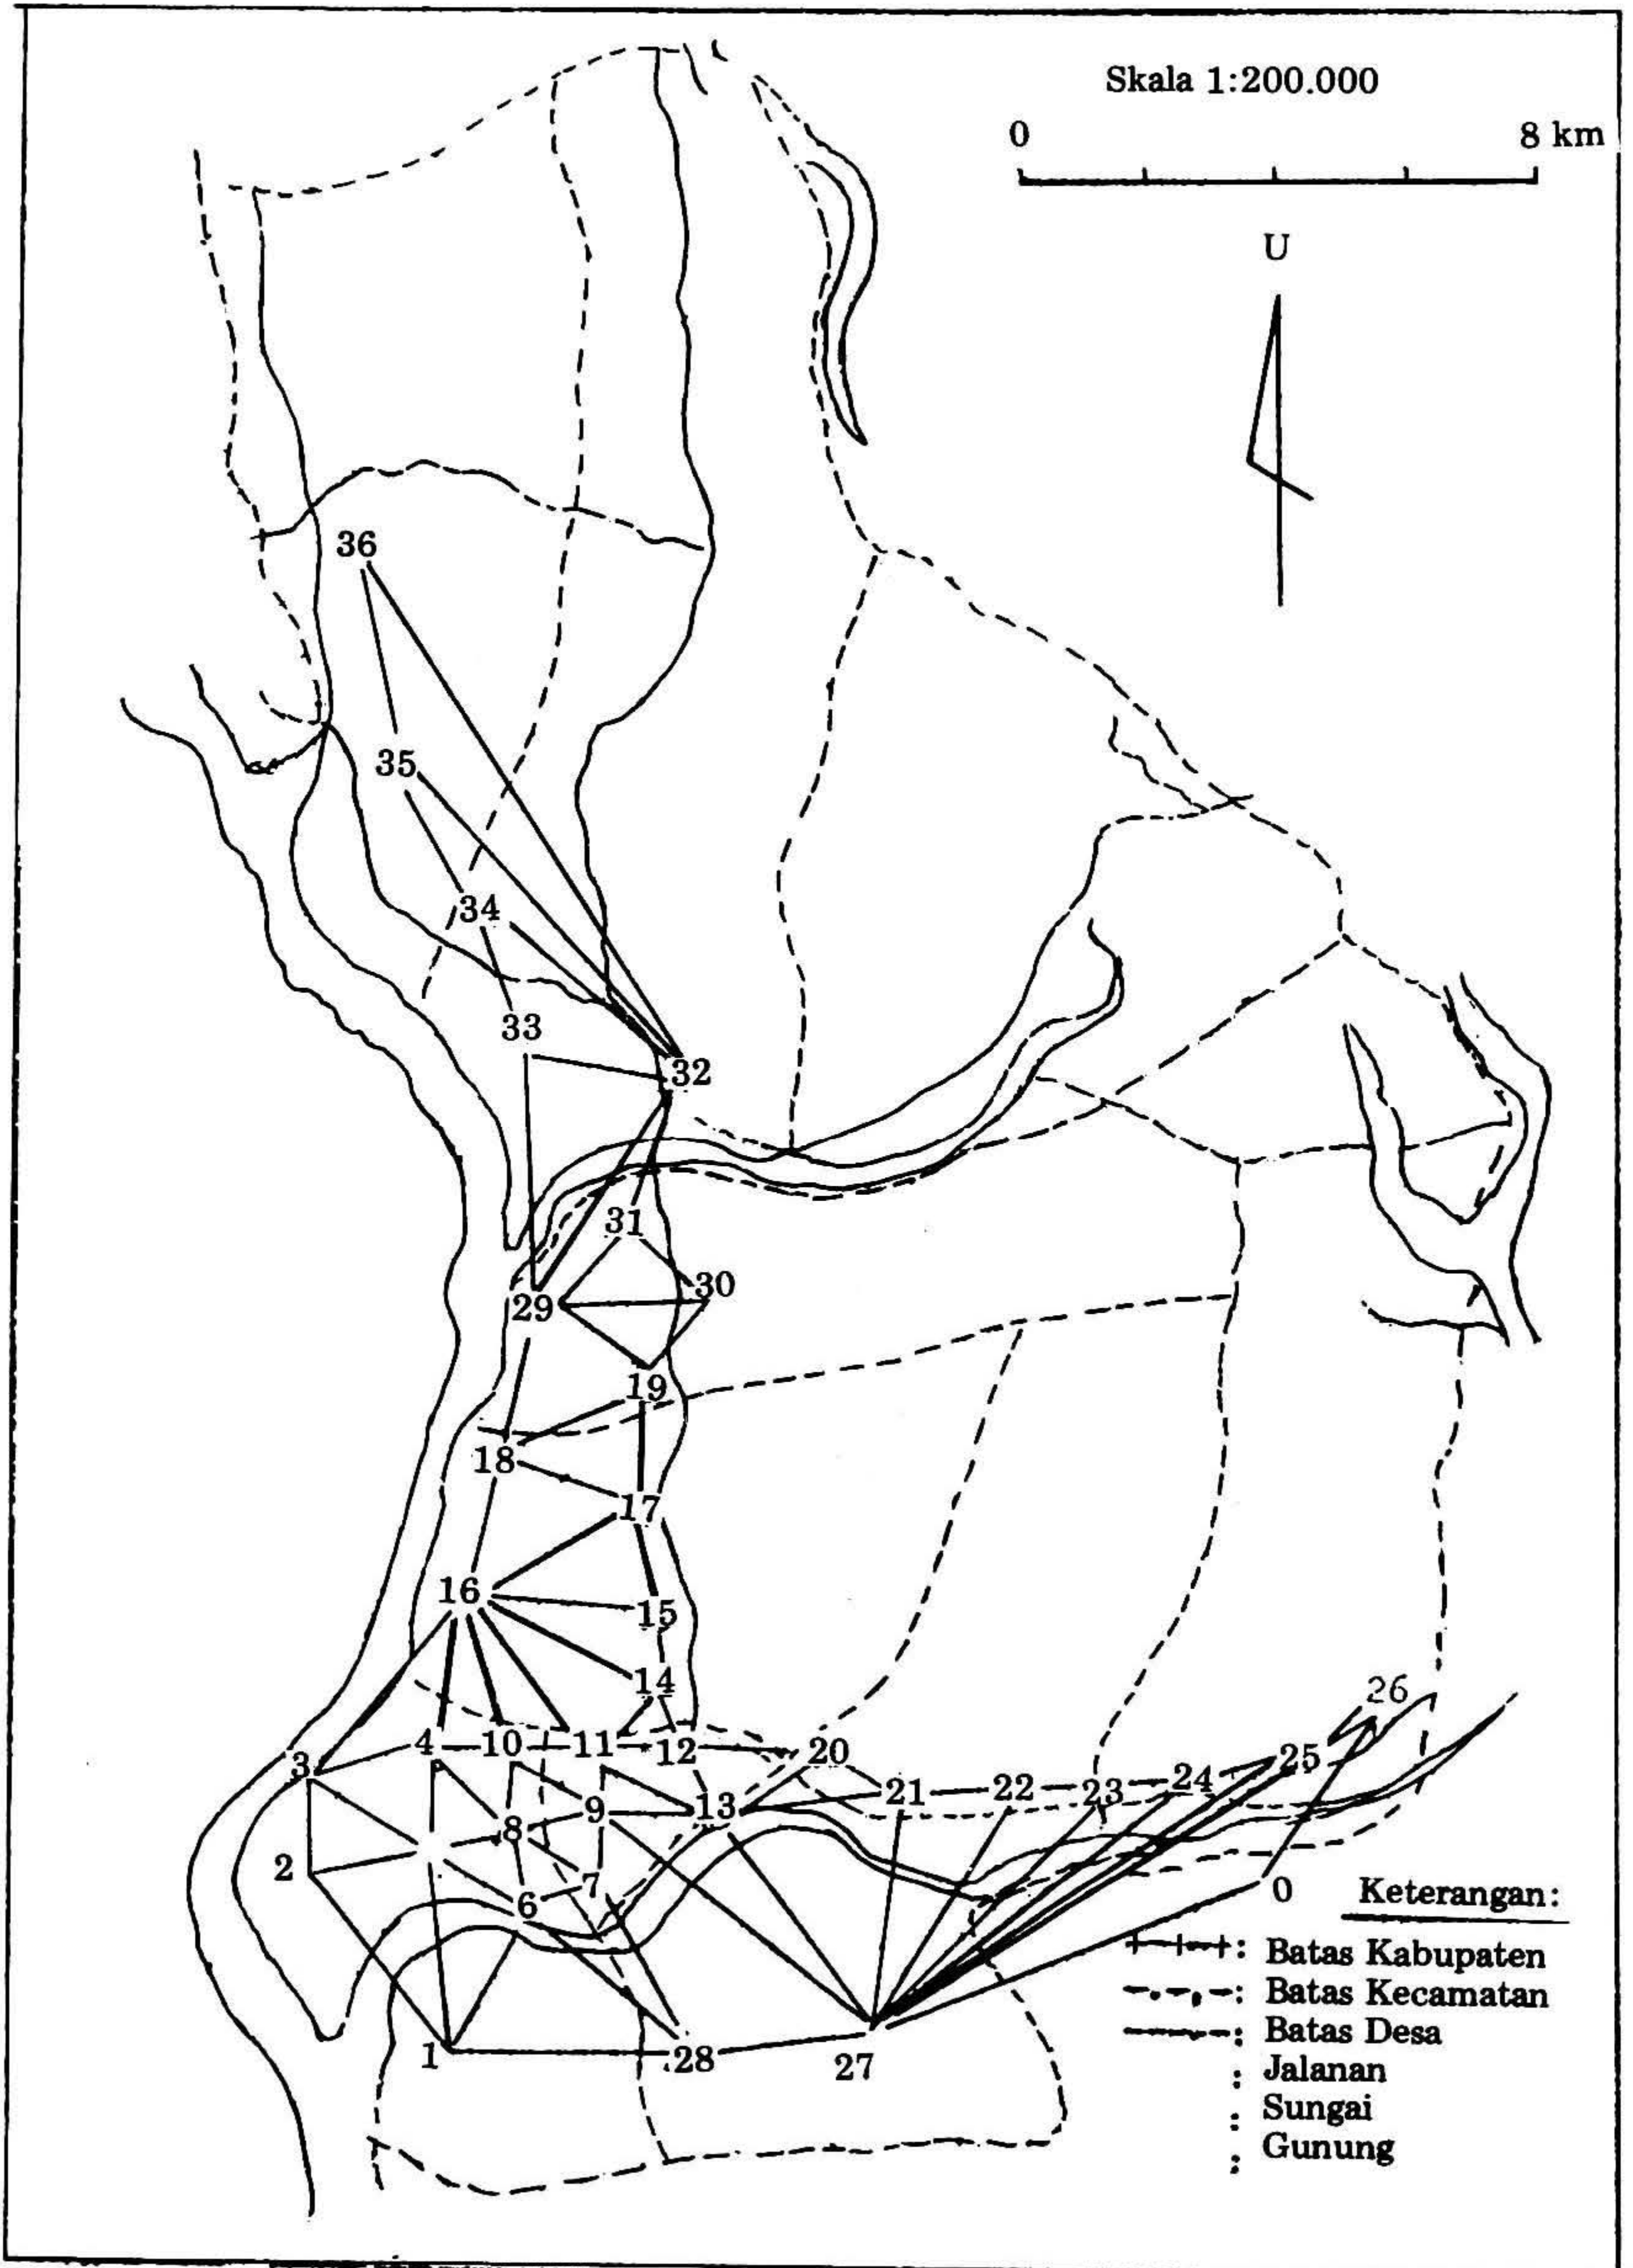 Skala 1:200.000
0 8 km
U
36
35
34
33
32
31
30
29
19
18
17
16
15
14
26
3 4 10 11 12 20 25
21 22 23 24
9 13
8
2
7
6
0 Keterangan:
: Batas Kabupaten
: Batas Kecamatan
: Batas Desa
: Jalanan
: Sungai
: Gunung
1 28 27